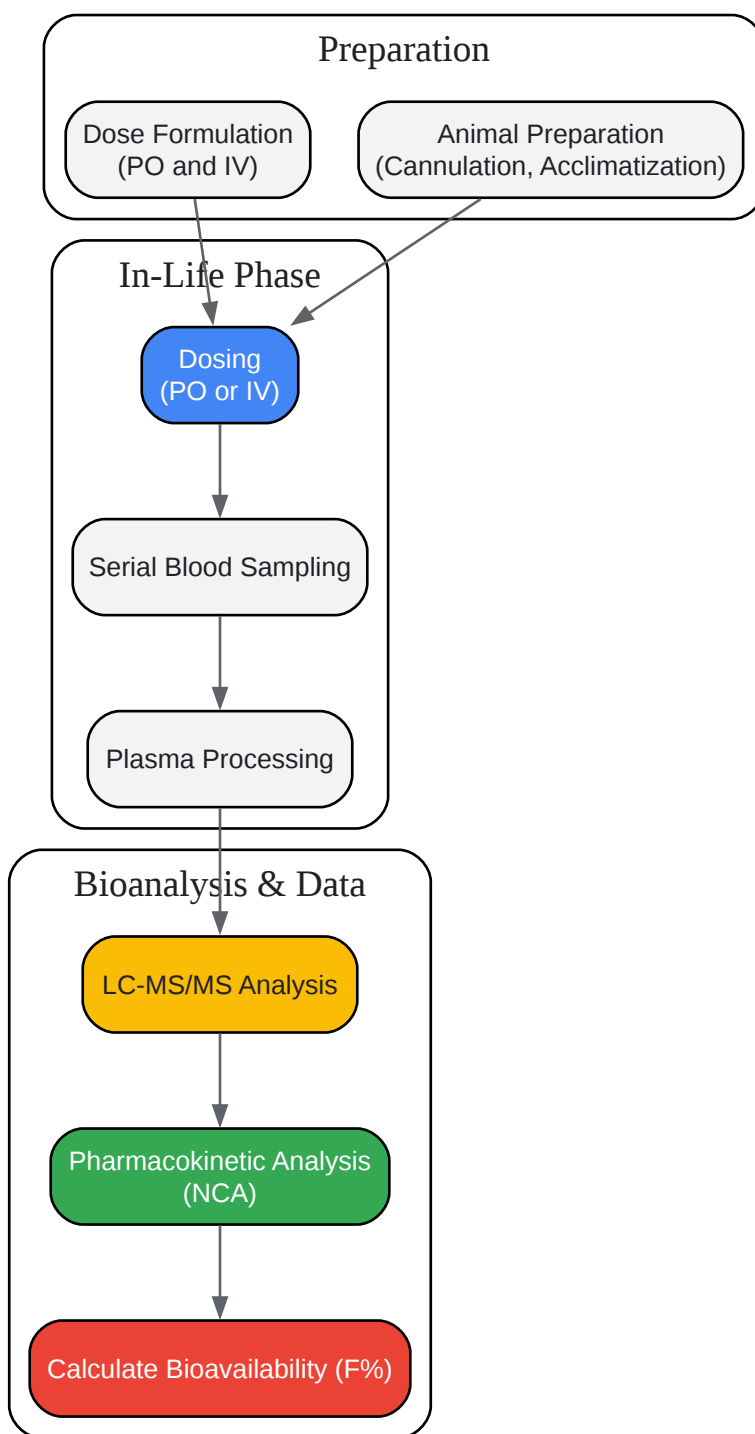 Preparation
Dose Formulation
(PO and IV)
Animal Preparation
(Cannulation, Acclimatization)
In-Life Phase
Dosing
(PO or IV)
Serial Blood Sampling
Plasma Processing
Bioanalysis & Data
LC-MS/MS Analysis
Pharmacokinetic Analysis
(NCA)
Calculate Bioavailability (F%)